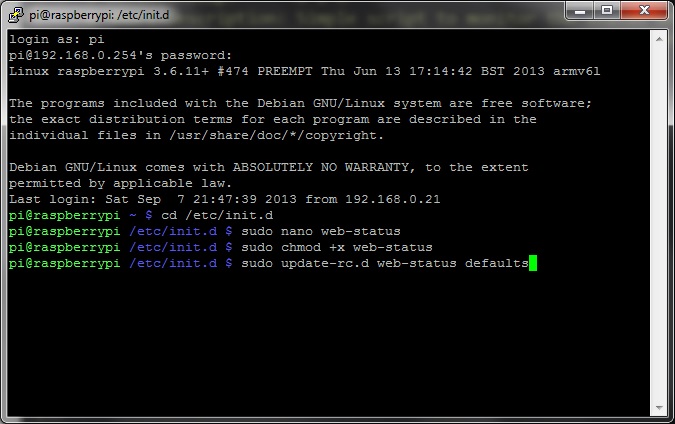 pi@raspberrypi: /etc/init.d
login as: pi
pi@192.168.0.254's password:
Linux raspberrypi 3.6.11+ #474 PREEMPT Thu Jun 13 17:14:42 BST 2013 armv6l
The programs included with the Debian GNU/Linux system are free software;
the exact distribution terms for each program are described in the
individual files in /usr/share/doc/*/copyright.
Debian GNU/Linux comes with ABSOLUTELY NO WARRANTY, to the extent
permitted by applicable law.
Last login: Sat Sep  7 21:47:39 2013 from 192.168.0.21
pi@raspberrypi ~ $ cd /etc/init.d
pi@raspberrypi /etc/init.d $ sudo nano web-status
pi@raspberrypi /etc/init.d $ sudo chmod +x web-status
pi@raspberrypi /etc/init.d $ sudo update-rc.d web-status defaults